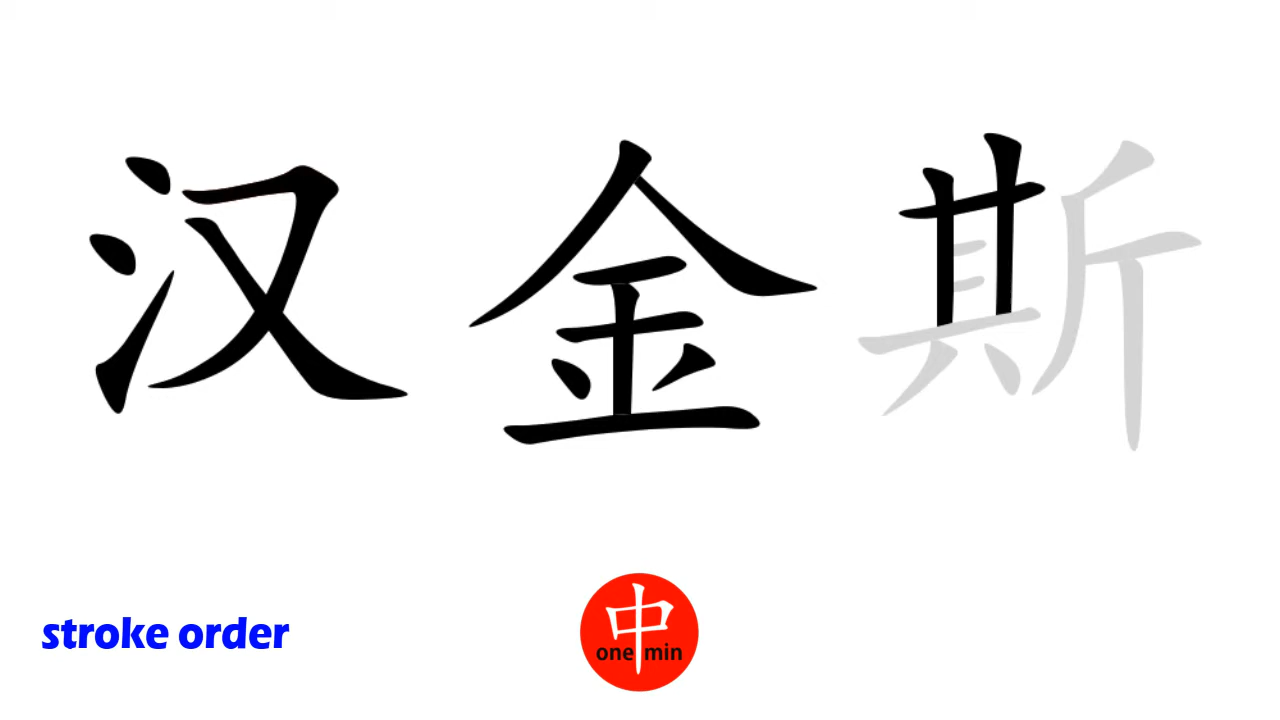 汉金斯
stroke order
中
one min